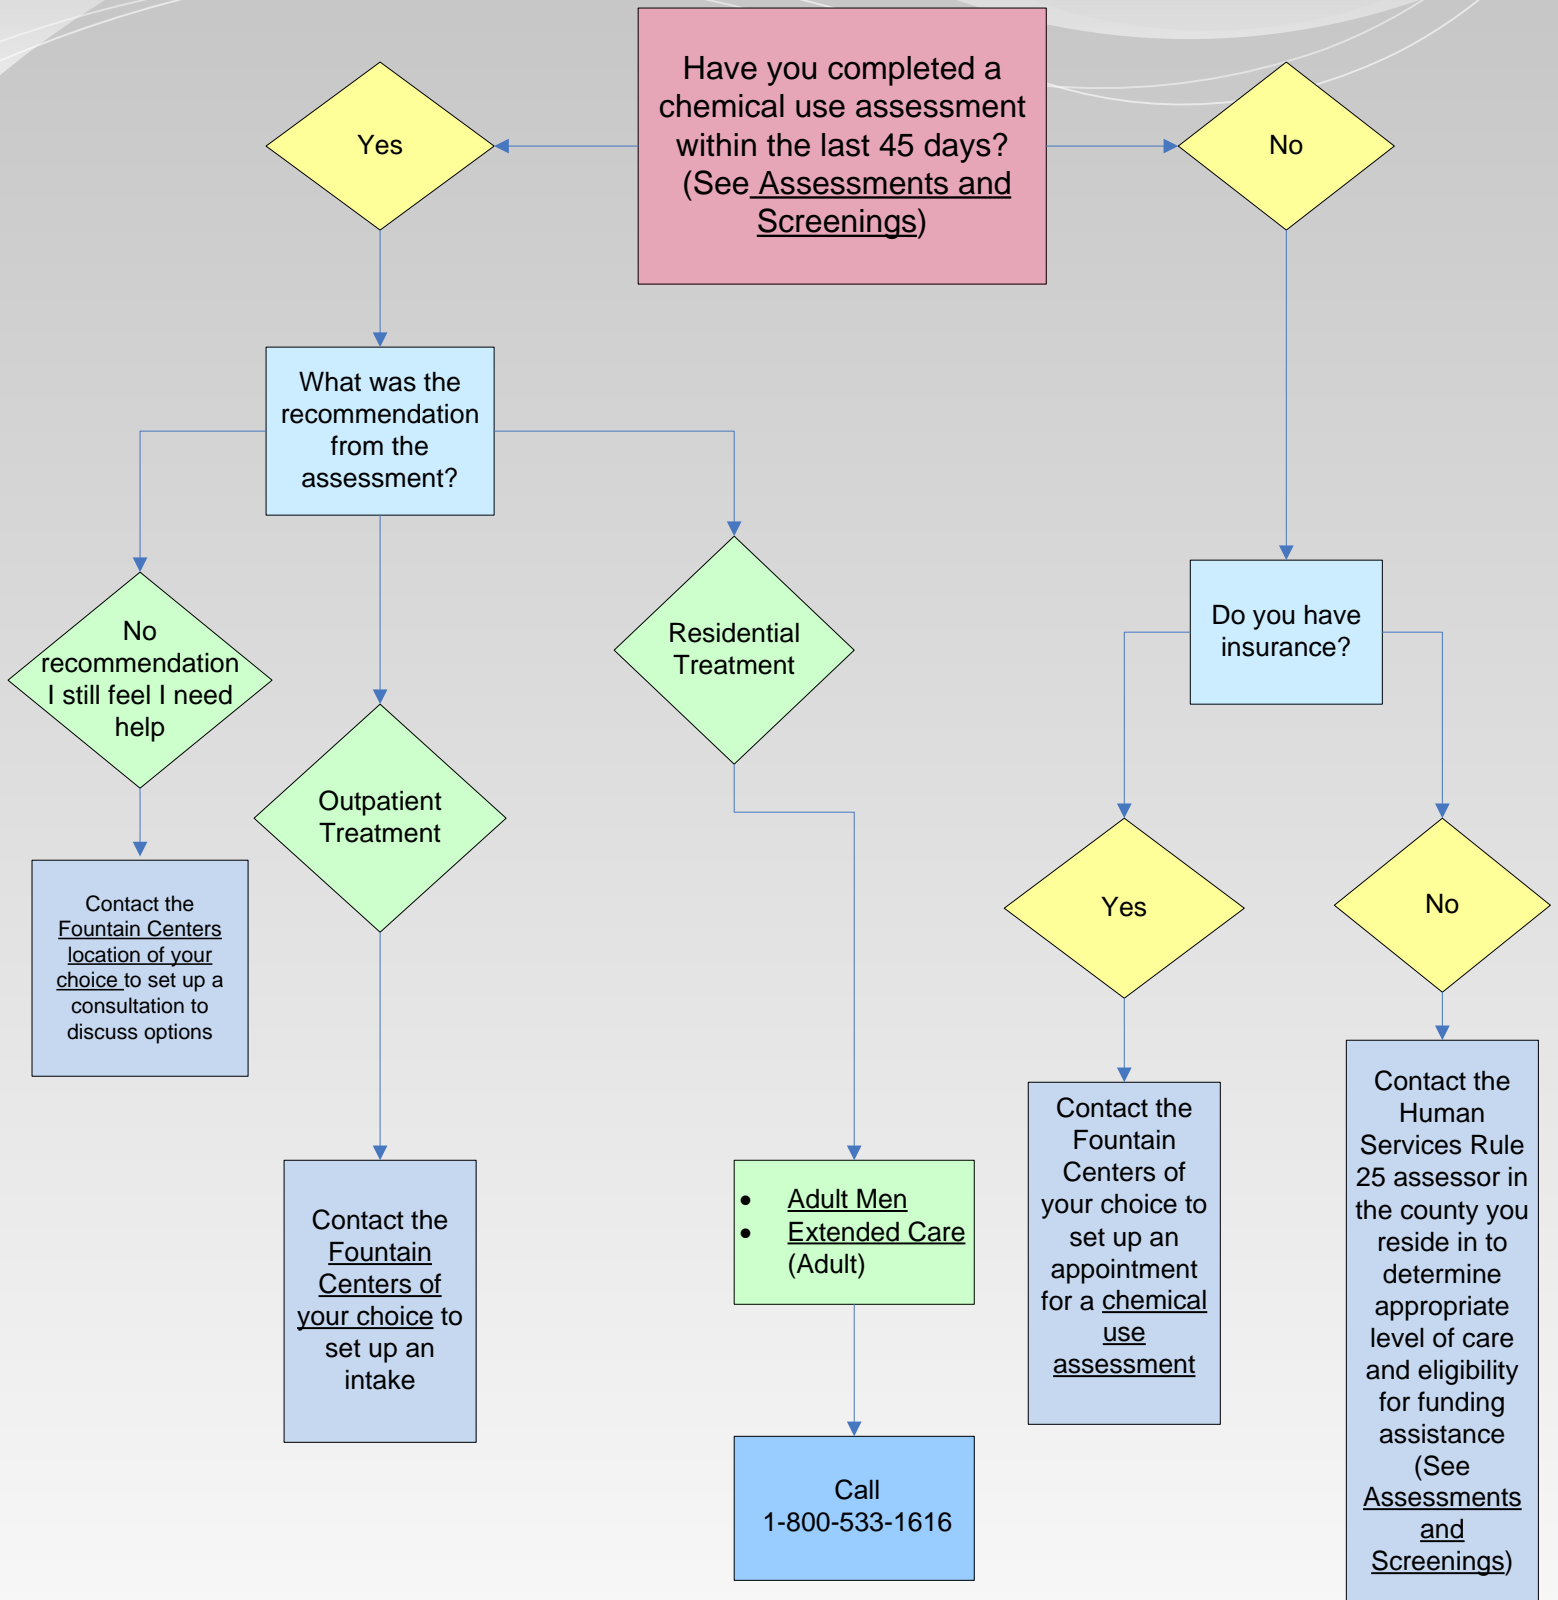 Have you completed a
chemical use assessment
within the last 45 days?
(See Assessments and
Screenings)
Yes
No
What was the
recommendation
from the
assessment?
No
recommendation
I still feel I need
help
Outpatient
Treatment
Residential
Treatment
Do you have
insurance?
Yes
No
Contact the
Fountain Centers
location of your
choice to set up a
consultation to
discuss options
Contact the
Fountain
Centers of
your choice to
set up an
intake
• Adult Men
• Extended Care
(Adult)
Call
1-800-533-1616
Contact the
Fountain
Centers of
your choice to
set up an
appointment
for a chemical
use
assessment
Contact the
Human
Services Rule
25 assessor in
the county you
reside in to
determine
appropriate
level of care
and eligibility
for funding
assistance
(See
Assessments
and
Screenings)